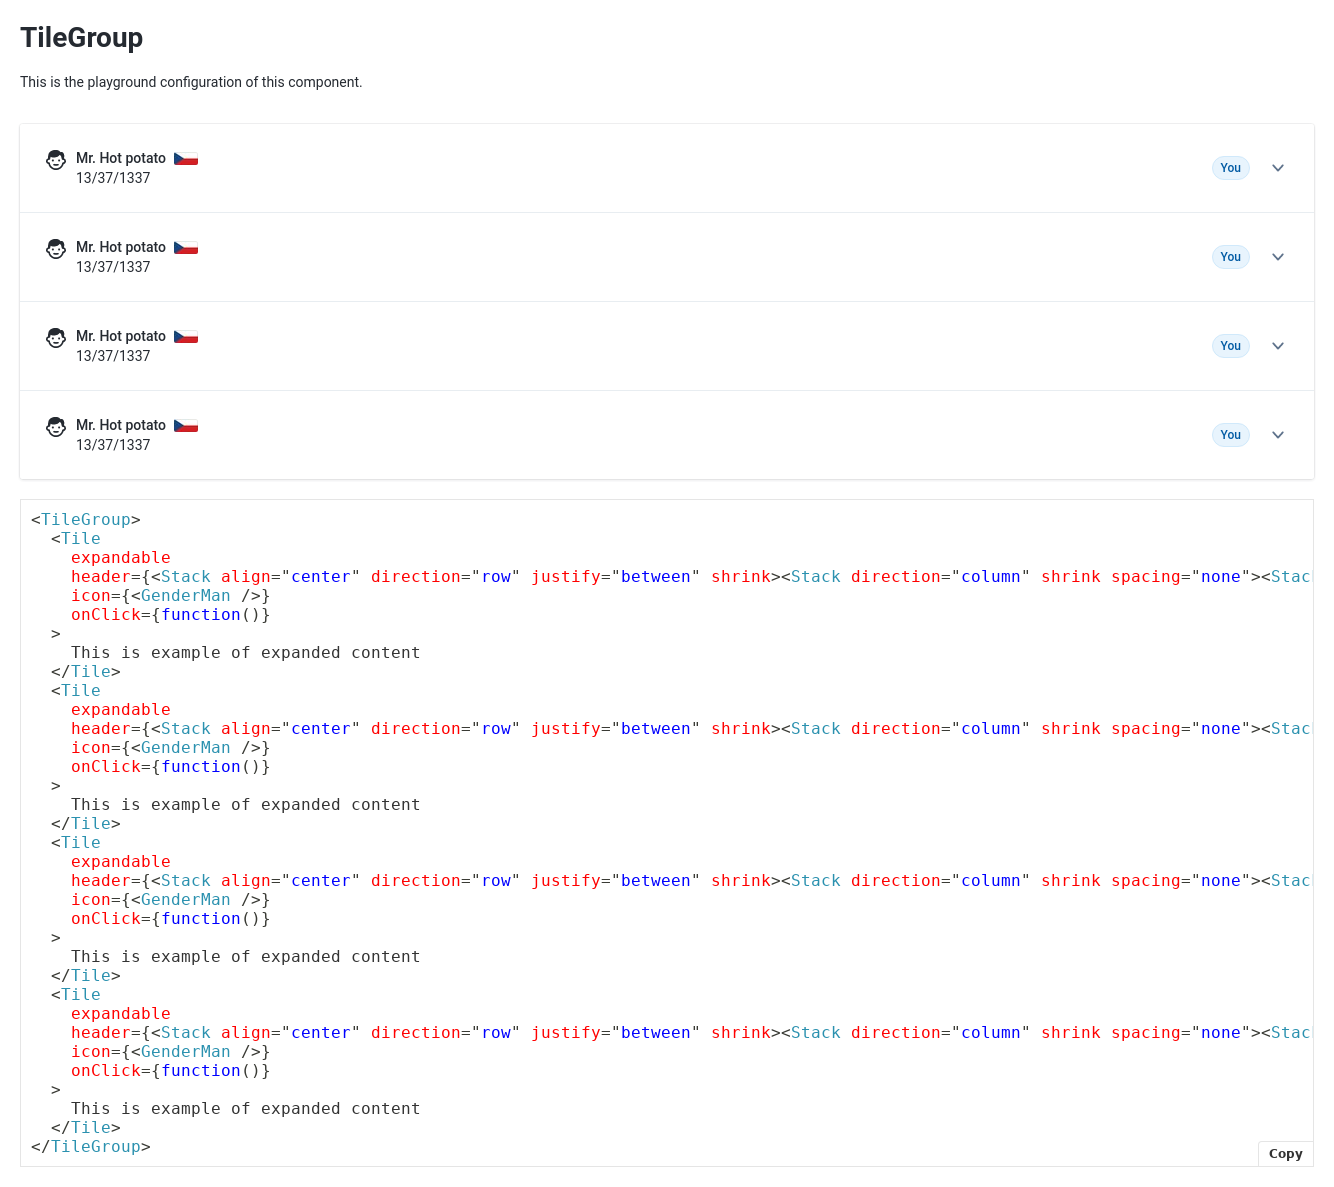 TileGroup
This is the playground configuration of this component.
Mr. Hot potato
13/37/1337
You
Mr. Hot potato
13/37/1337
You
Mr. Hot potato
13/37/1337
You
Mr. Hot potato
13/37/1337
You
<TileGroup>
  <Tile
    expandable
    header={<Stack align="center" direction="row" justify="between" shrink><Stack direction="column" shrink spacing="none"><Stac
    icon={<GenderMan />}
    onClick={function()}
  >
    This is example of expanded content
  </Tile>
  <Tile
    expandable
    header={<Stack align="center" direction="row" justify="between" shrink><Stack direction="column" shrink spacing="none"><Stac
    icon={<GenderMan />}
    onClick={function()}
  >
    This is example of expanded content
  </Tile>
  <Tile
    expandable
    header={<Stack align="center" direction="row" justify="between" shrink><Stack direction="column" shrink spacing="none"><Stac
    icon={<GenderMan />}
    onClick={function()}
  >
    This is example of expanded content
  </Tile>
  <Tile
    expandable
    header={<Stack align="center" direction="row" justify="between" shrink><Stack direction="column" shrink spacing="none"><Stac
    icon={<GenderMan />}
    onClick={function()}
  >
    This is example of expanded content
  </Tile>
</TileGroup>
Copy